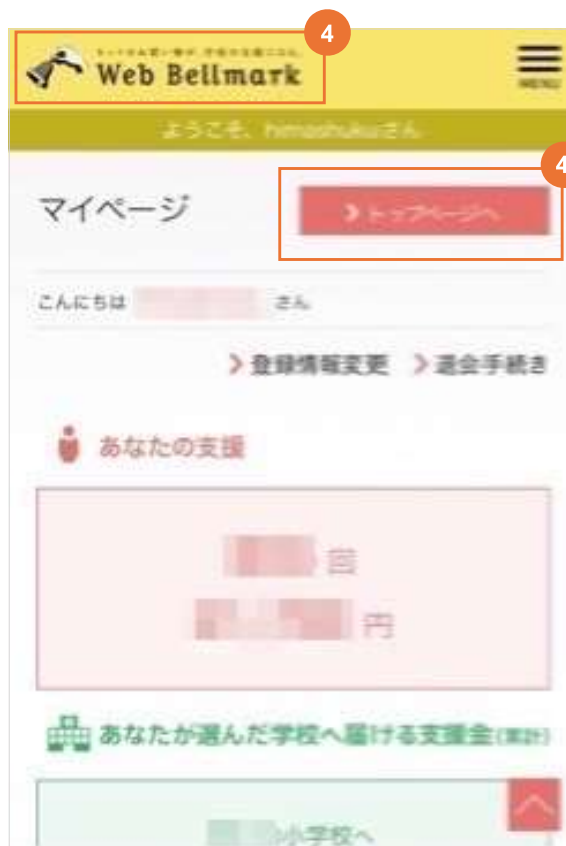 4
Web Bellmark
MENU
ようこそ、himashukuさん
4
マイページ
トップページへ
こんにちは さん
登録情報変更 退会手続き
あなたの支援
回
円
あなたが選んだ学校へ届ける支援金(累計)
小学校へ